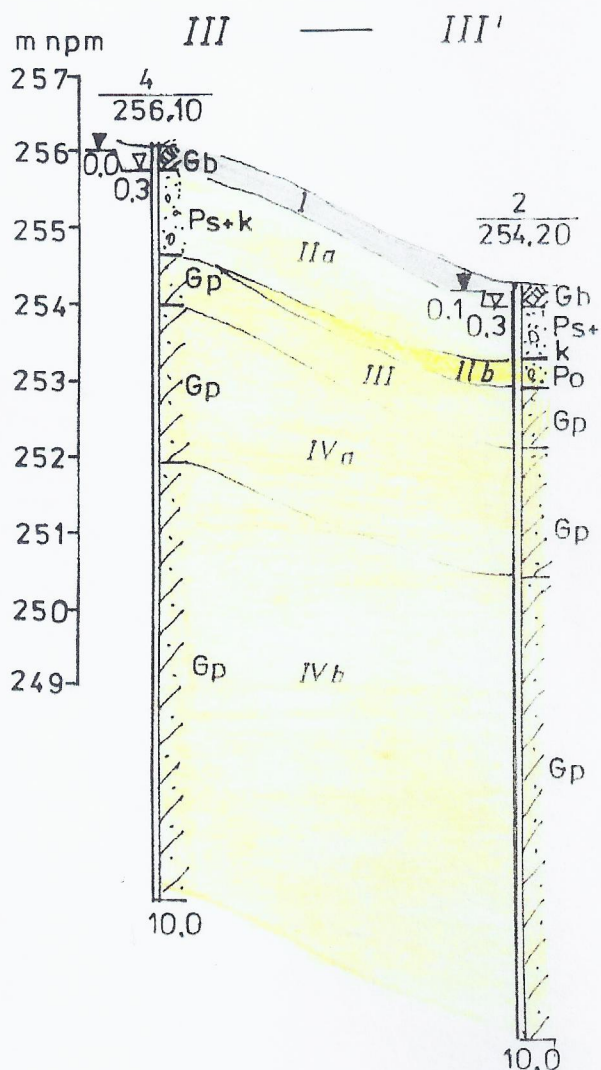 III — III'
m npm
257
4
256,10
256
0,0
0,3
Gb
I
2
254,20
255
Ps+k
IIa
Gp
254
0.1
0.3
Gb
Ps+
k
253
Gp
III
IIb
Po
Gp
252
IVa
251
Gp
250
249
Gp
IVb
Gp
10,0
10,0